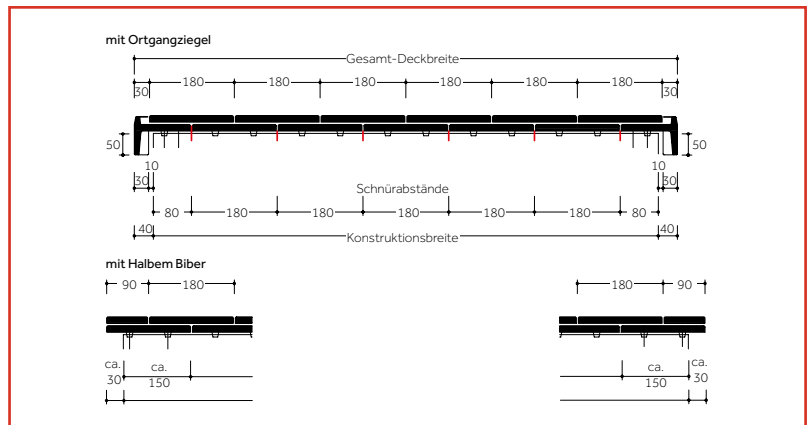 mit Ortgangziegel
Gesamt-Deckbreite
30 180 180 180 180 180 180 30
50 50
10 10
30 Schnürabstände 30
80 180 180 180 180 180 80
40 Konstruktionsbreite 40
mit Halbem Biber
90 180 180 90
ca. ca. ca. ca.
30 150 150 30